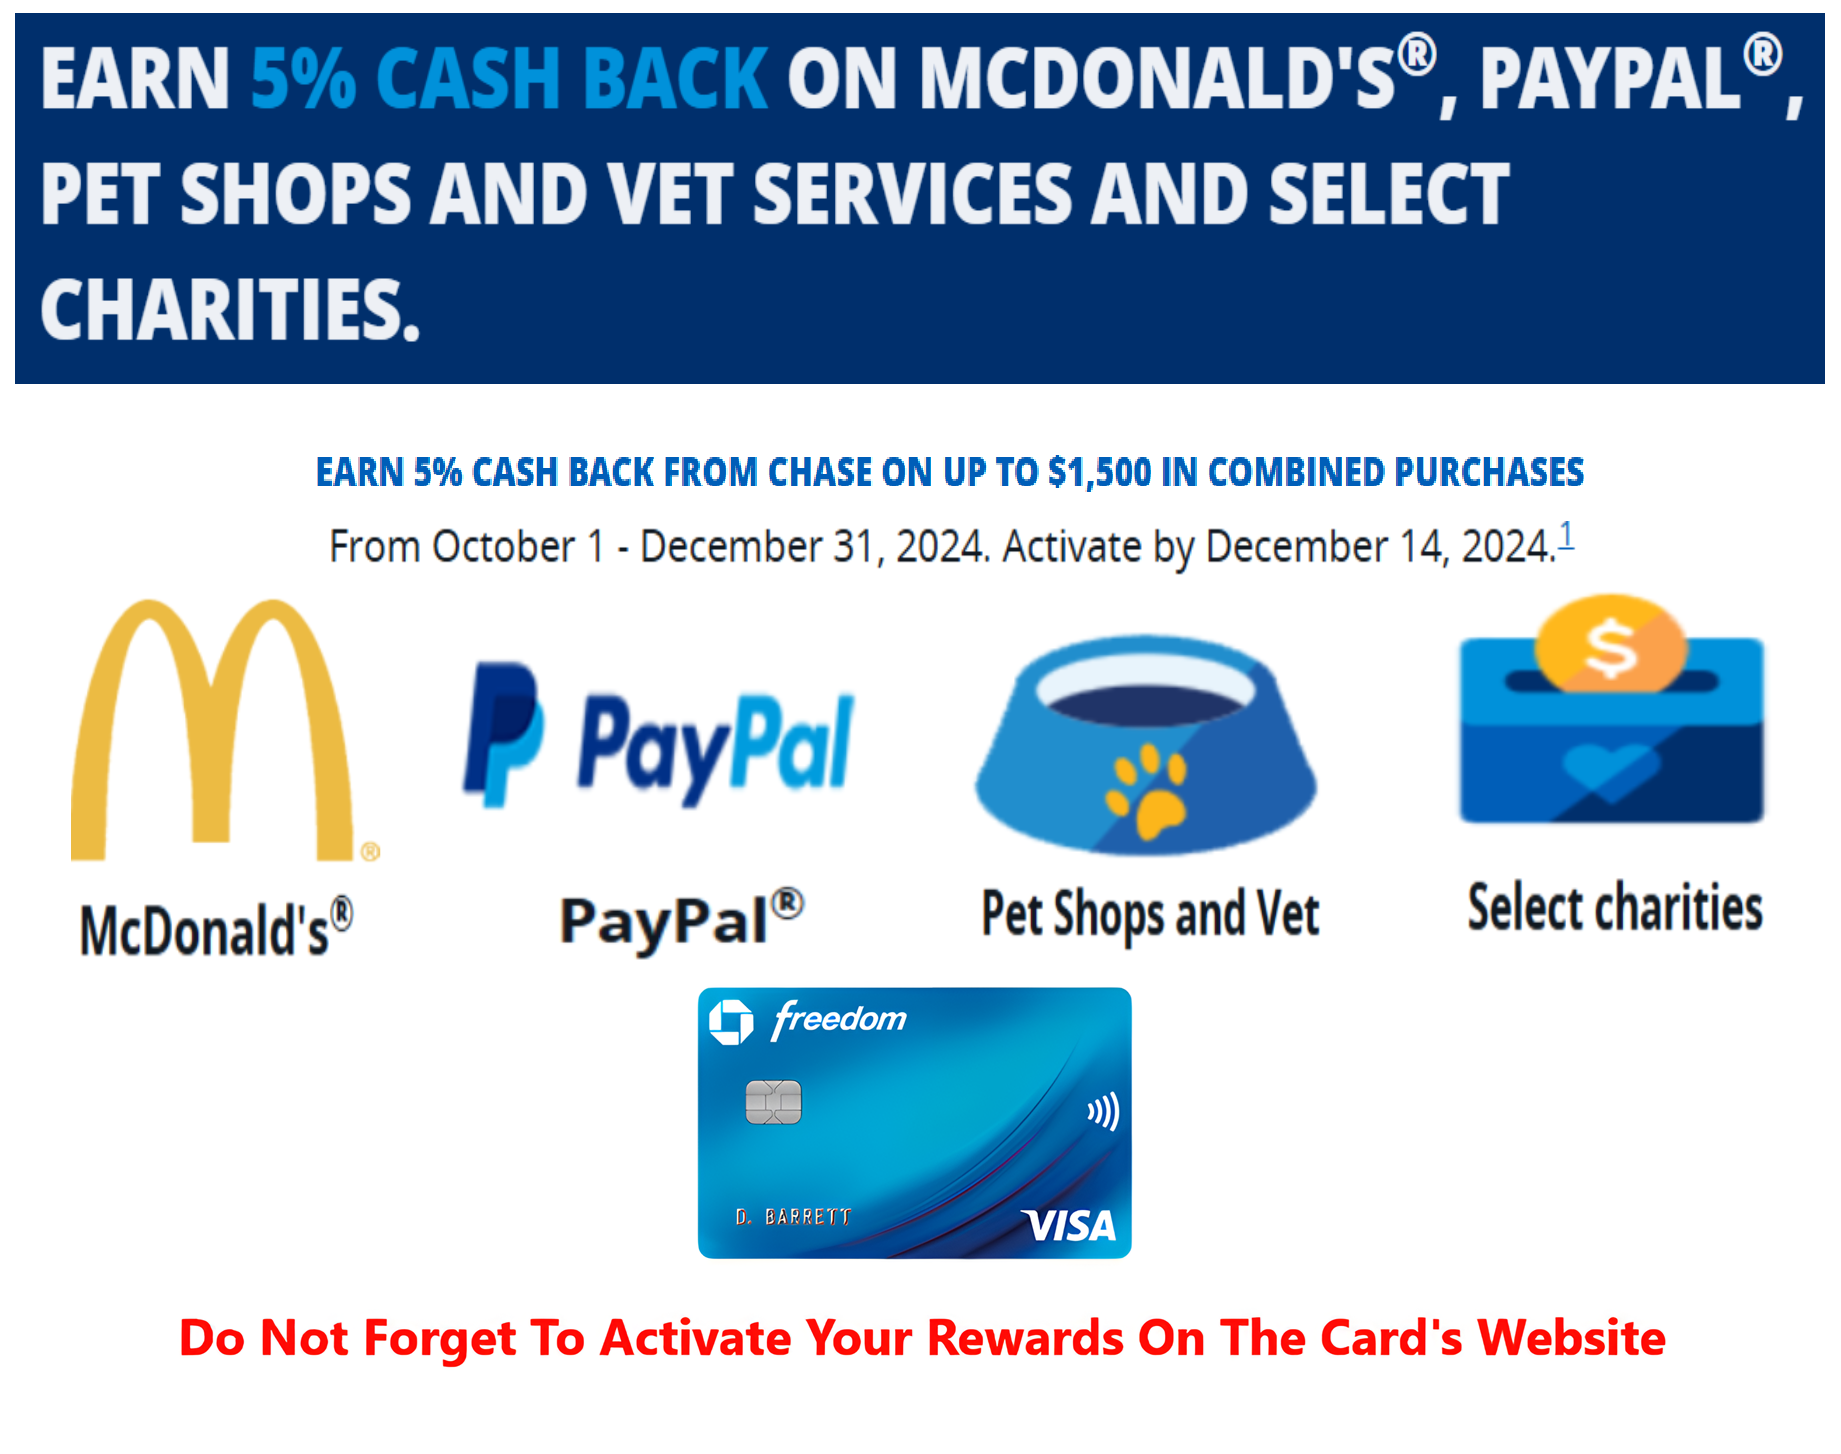 EARN 5% CASH BACK ON MCDONALD'S®, PAYPAL®,
PET SHOPS AND VET SERVICES AND SELECT
CHARITIES.
EARN 5% CASH BACK FROM CHASE ON UP TO $1,500 IN COMBINED PURCHASES
From October 1 - December 31, 2024. Activate by December 14, 2024.1
®
PayPal
$
McDonald's®
PayPal®
Pet Shops and Vet
Select charities
freedom
D. BARRETT
VISA
Do Not Forget To Activate Your Rewards On The Card's Website